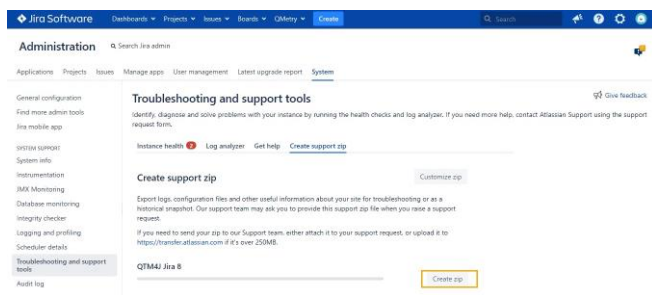 Jira Software Dashboards Projects Issues Boards QMetry Create Search
Administration Search Jira admin
Applications Projects Issues Manage apps User management Latest upgrade report System
General configuration
Find more admin tools
Jira mobile app
SYSTEM SUPPORT
System info
Instrumentation
JMX Monitoring
Database monitoring
Integrity checker
Logging and profiling
Scheduler details
Troubleshooting and support
tools
Audit log
Troubleshooting and support tools
Give feedback
Identify, diagnose and solve problems with your instance by running the health checks and log analyzer. If you need more help, contact Atlassian Support using the support
request form.
Instance health 2 Log analyzer Get help Create support zip
Create support zip
Customize zip
Export logs, configuration files and other useful information about your site for troubleshooting or as a
historical snapshot. Our support team may ask you to provide this support zip file when you raise a support
request.
If you need to send your zip to our Support team, either attach it to your support request, or upload it to
https://transfer.atlassian.com if it's over 250MB.
QTM4J Jira 8
Create zip